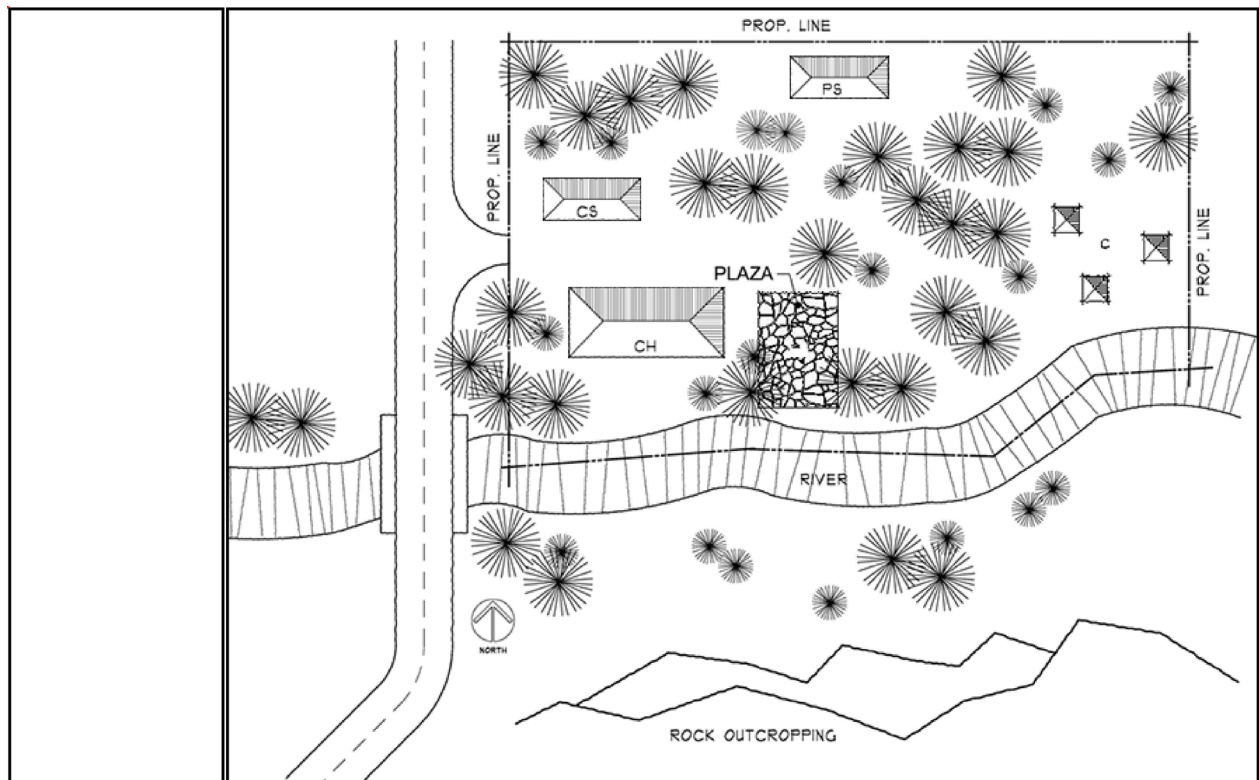 PROP. LINE
PS
PROP. LINE
CS
PROP. LINE
C
PLAZA
CH
RIVER
NORTH
ROCK OUTCROPPING